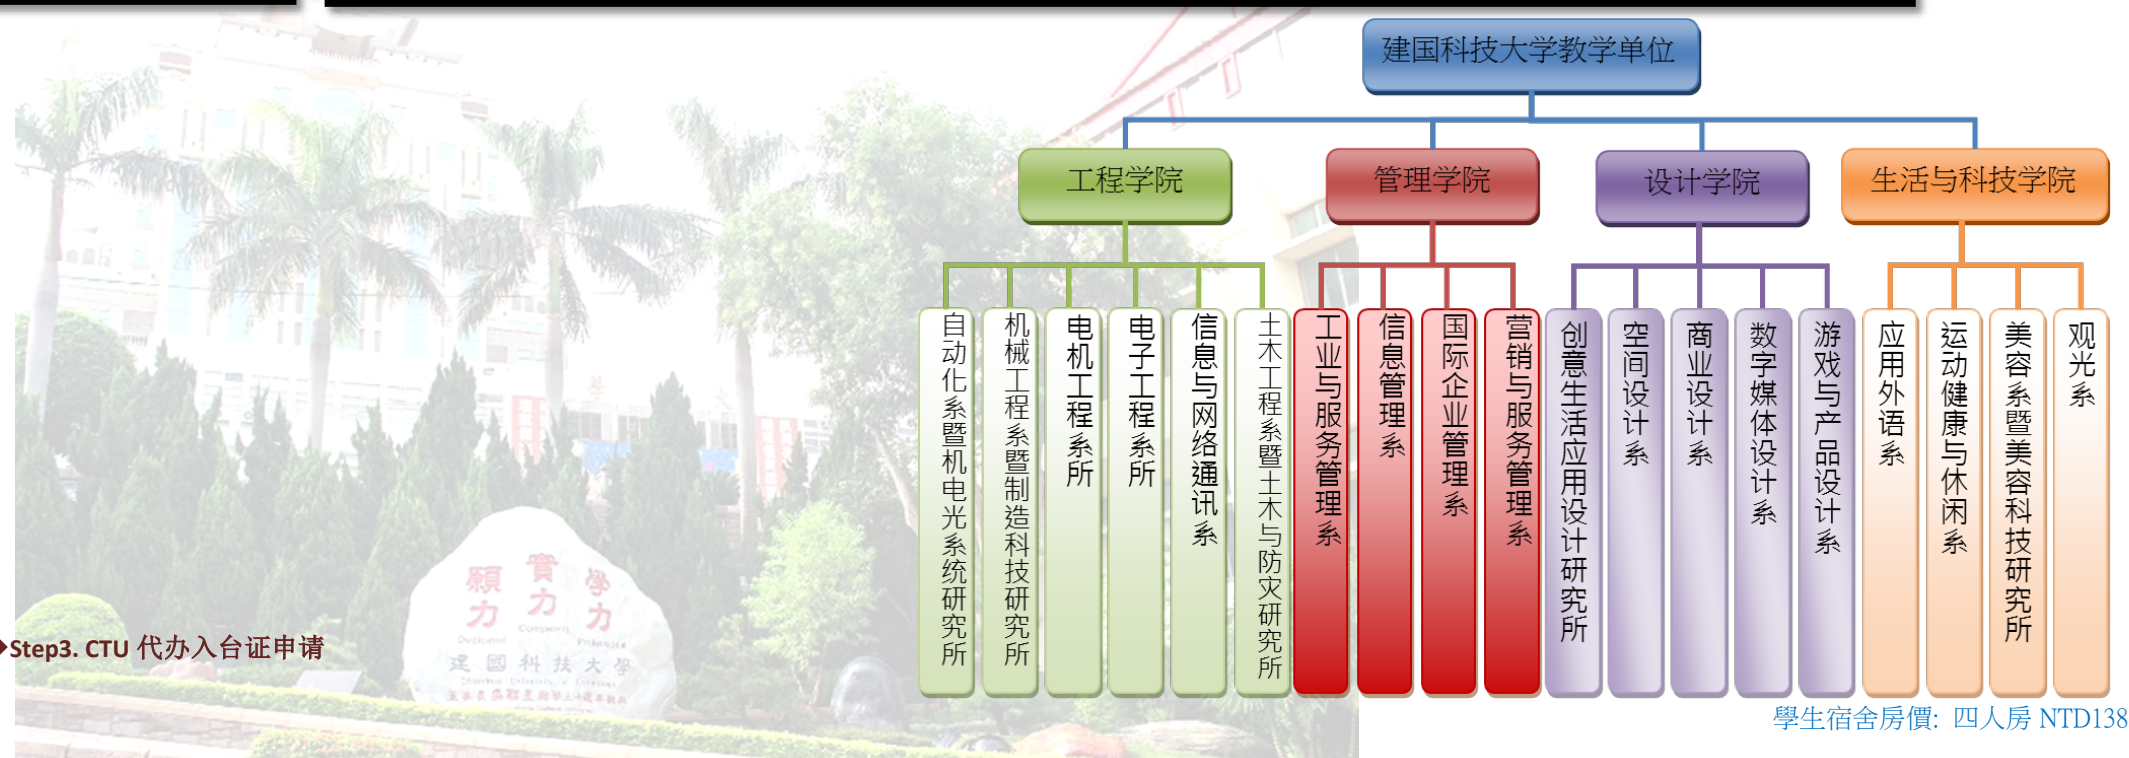 建国科技大学教学单位
工程学院
管理学院
设计学院
生活与科技学院
自动化系暨机电光系统研究所
机械工程系暨制造科技研究所
电机工程系所
电子工程系所
信息与网络通讯系
土木工程系暨土木与防灾研究所
工业与服务管理系
信息管理系
国际企业管理系
营销与服务管理系
创意生活应用设计研究所
空间设计系
商业设计系
数字媒体设计系
游戏与产品设计系
应用外语系
运动健康与休闲系
美容系暨美容科技研究所
观光系
願力 實力 學力
建國科技大學
Step3. CTU 代办入台证申请
學生宿舍房價: 四人房 NTD138